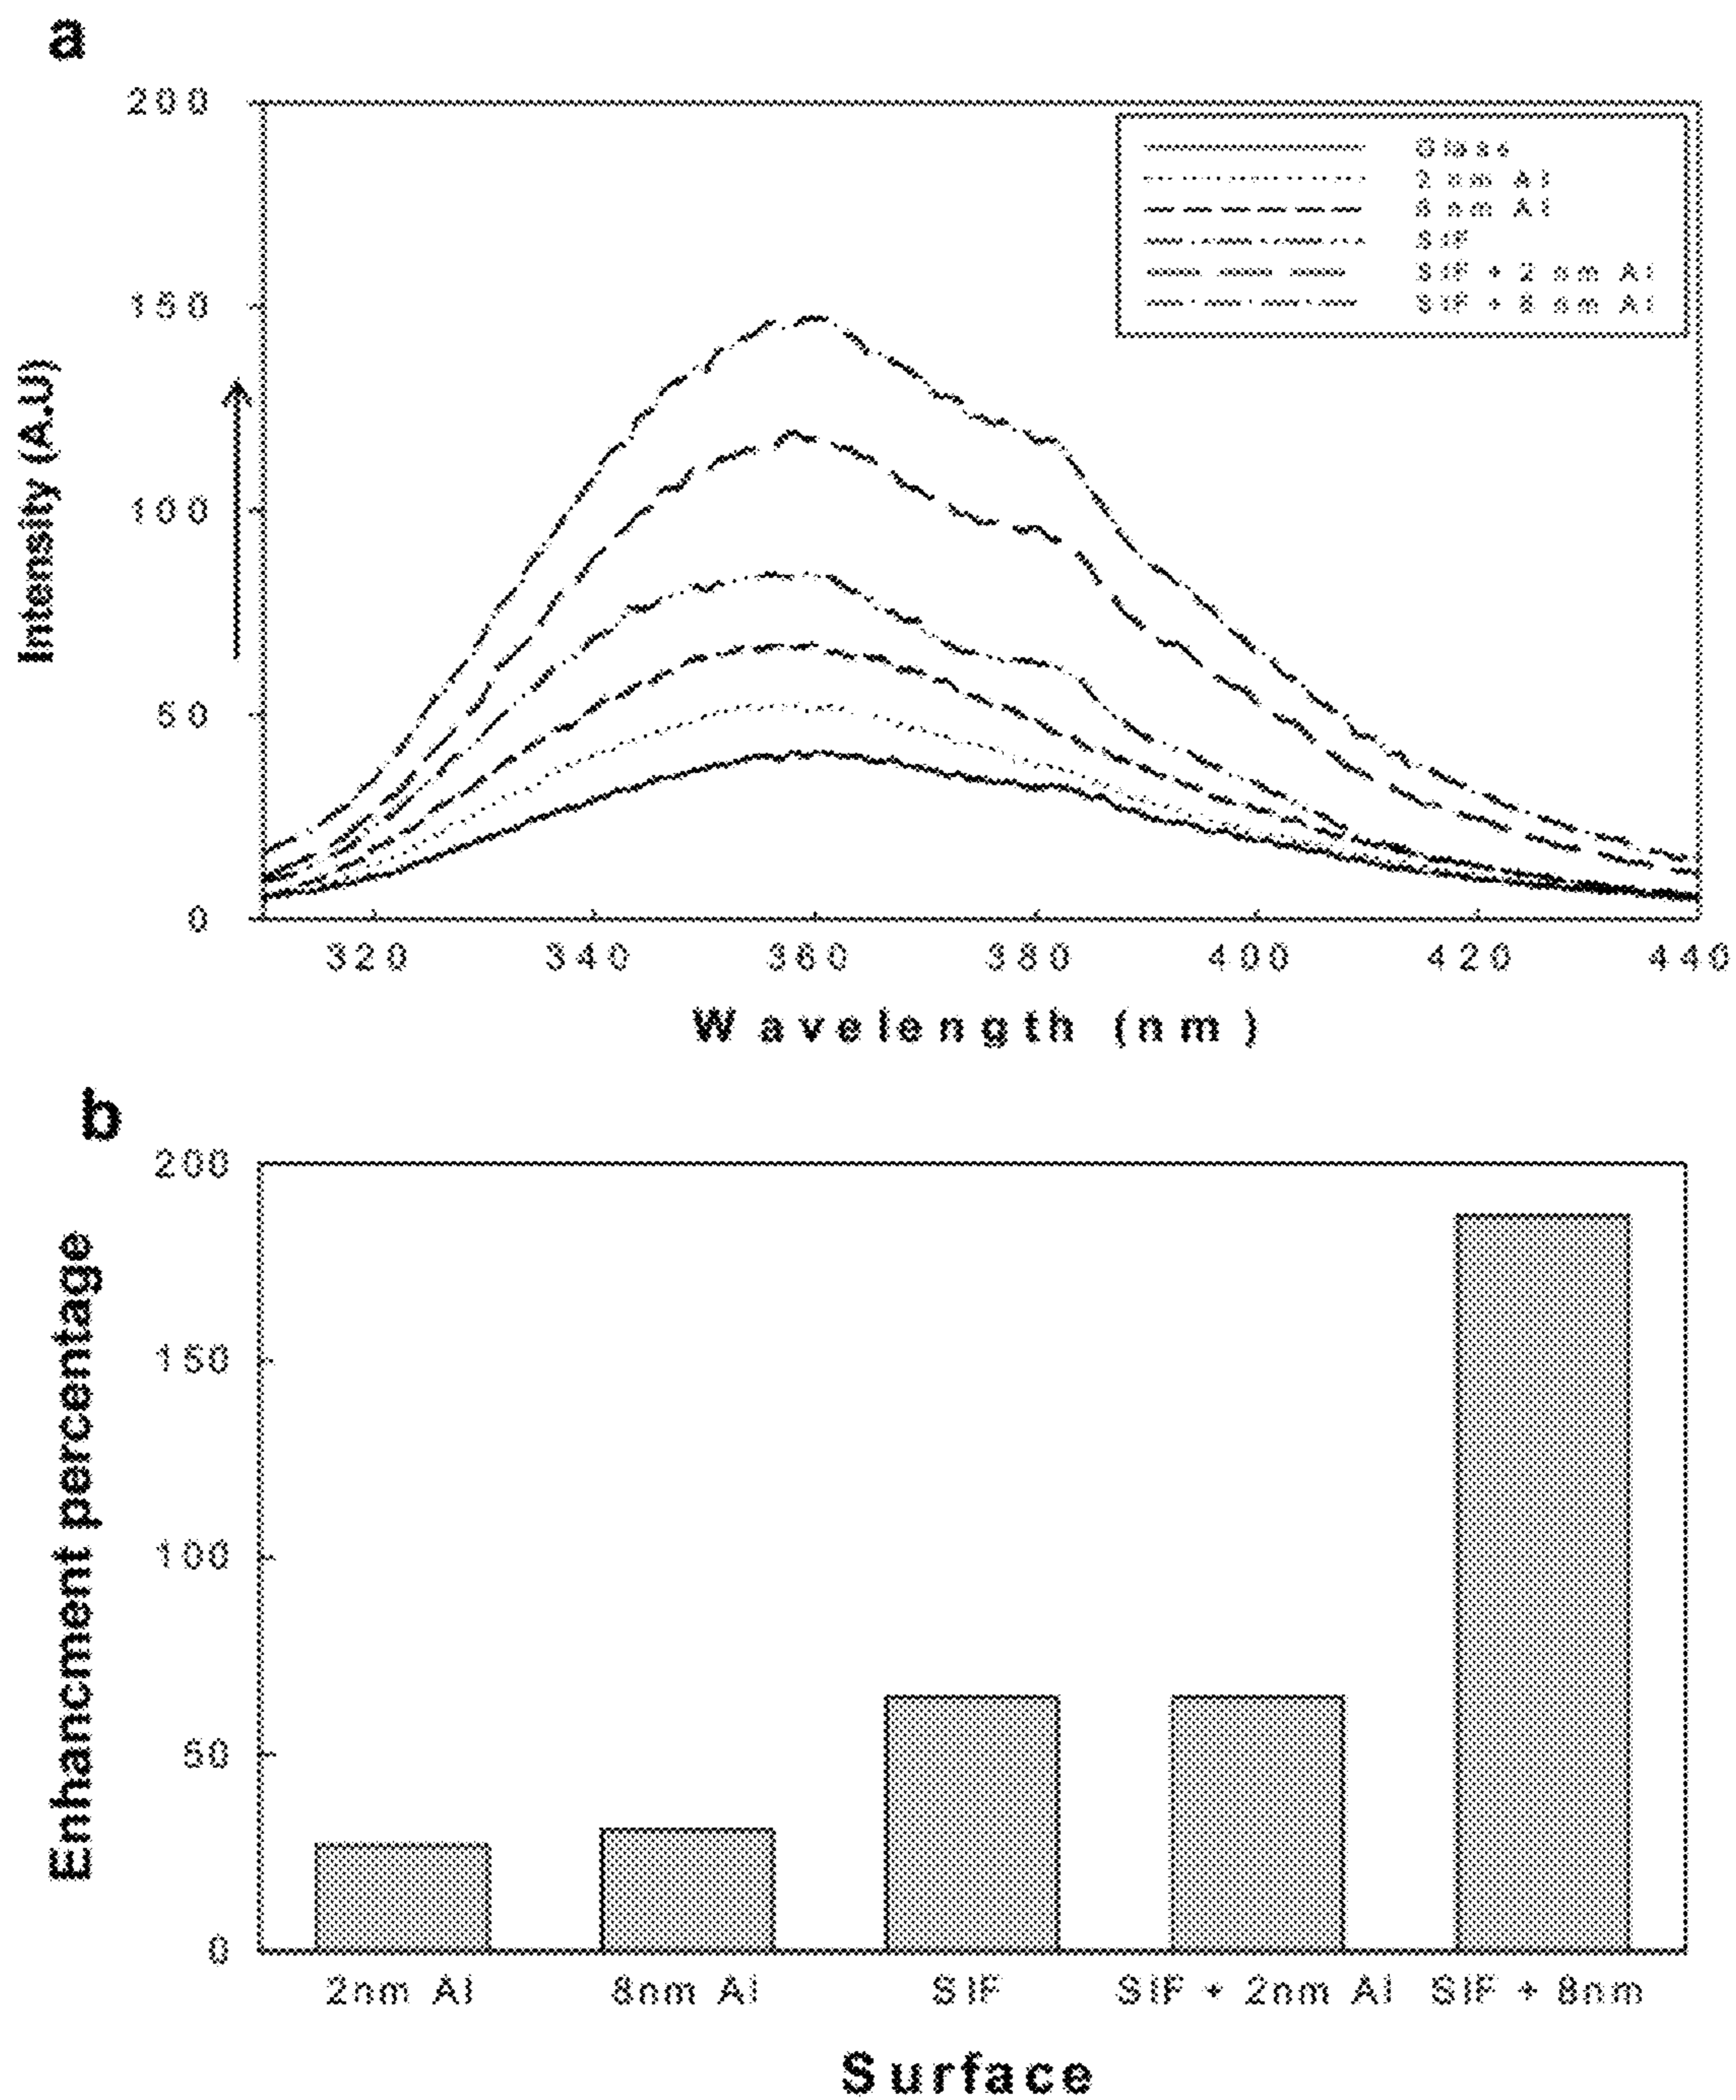 a
Intensity (A.U)
200
150
100
50
0
Glass
2 nm Al
8 nm Al
SiF
SiF + 2 nm Al
SiF + 8 nm Al
320 340 360 380 400 420 440
Wavelength (nm)
b
Enhancment percentage
200
150
100
50
0
2nm Al 8nm Al SiF SiF + 2nm Al SiF + 8nm
Surface